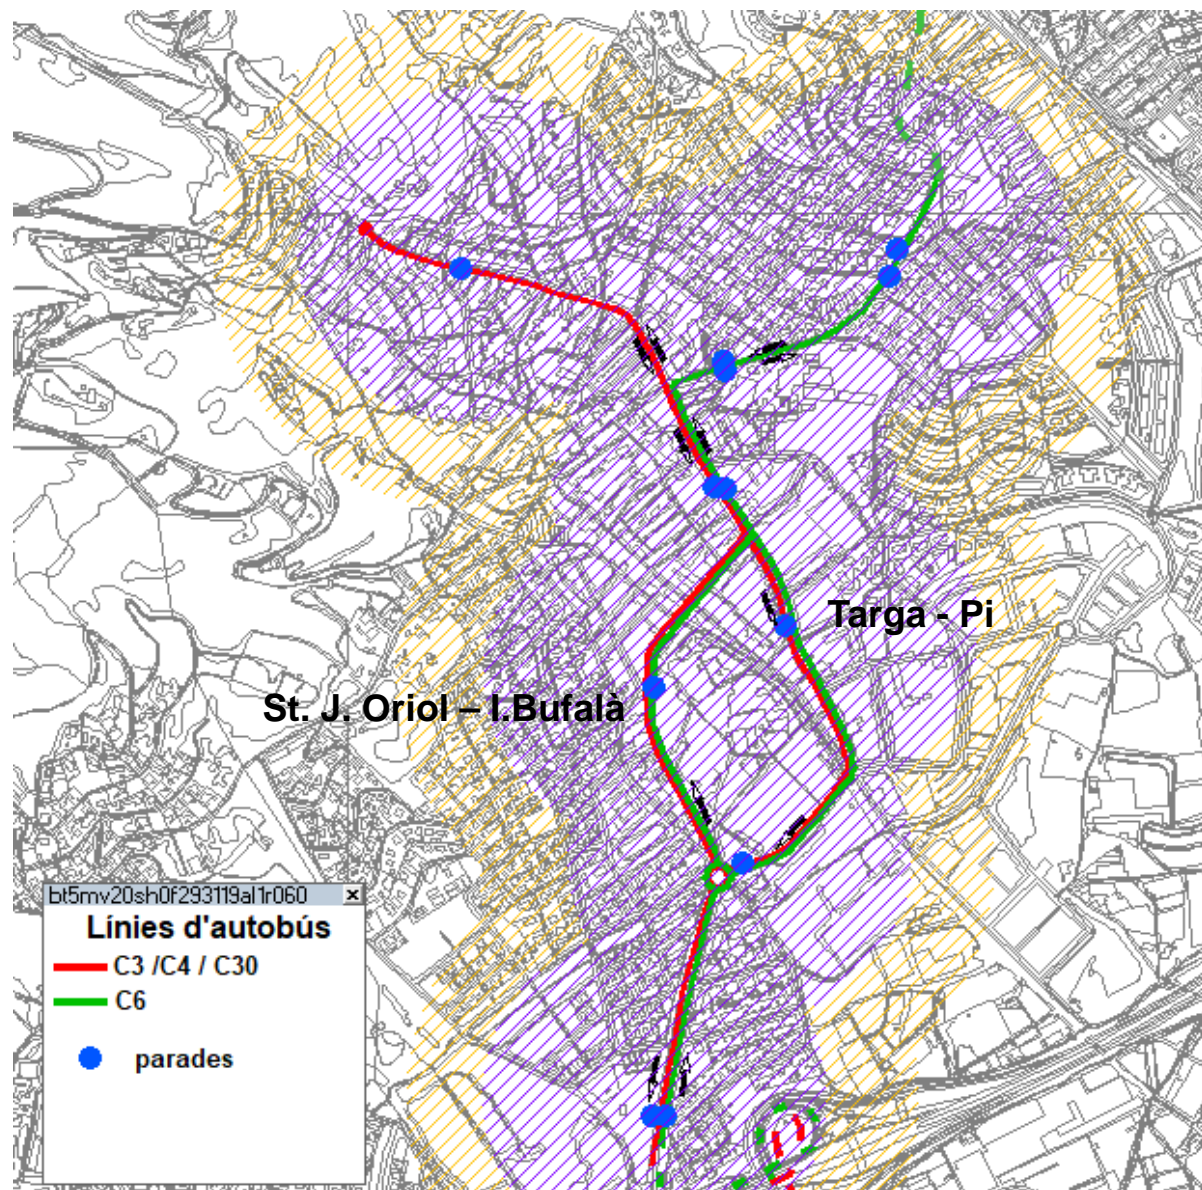 Targa - Pi
St. J. Oriol – I.Bufalà
bt5mv20sh0f293119al1r060
Línies d'autobús
C3 /C4 / C30
C6
parades